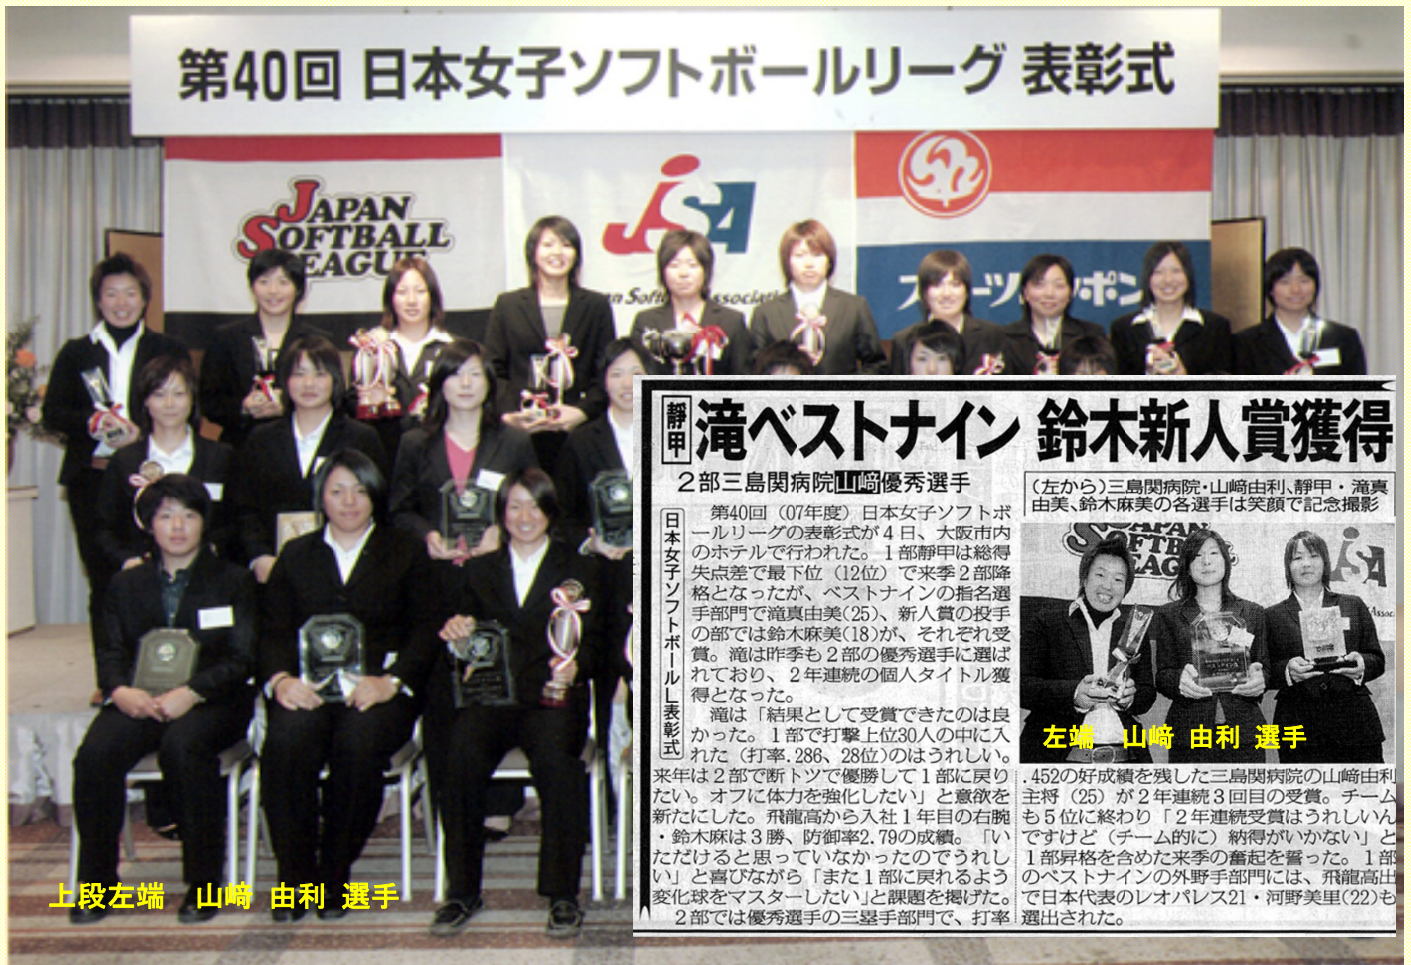 第40回 日本女子ソフトボールリーグ 表彰式
JAPAN
SOFTBALL
LEAGUE
JSA
スポーツニッポン
上段左端 山﨑 由利 選手
靜甲
滝ベストナイン 鈴木新人賞獲得
2部三島関病院山﨑優秀選手
(左から)三島関病院・山﨑由利、靜甲・滝真
由美、鈴木麻美の各選手は笑顔で記念撮影
日本女子ソフトボールL表彰式
第40回(07年度)日本女子ソフトボ
ールリーグの表彰式が4日、大阪市内
のホテルで行われた。1部靜甲は総得
失点差で最下位(12位)で来季2部降
格となったが、ベストナインの指名選
手部門で滝真由美(25)、新人賞の投手
の部では鈴木麻美(18)が、それぞれ受
賞。滝は昨季も2部の優秀選手に選ば
れており、2年連続の個人タイトル獲
得となった。
滝は「結果として受賞できたのは良
かった。1部で打撃上位30人の中に入
れた(打率.286、28位)のはうれしい。
来年は2部で断トツで優勝して1部に戻り
たい。オフに体力を強化したい」と意欲を
新たにした。飛龍高から入社1年目の右腕
・鈴木麻は3勝、防御率2.79の成績。「い
ただけると思っていなかったのでうれし
い」と喜びながら「また1部に戻れるよう
変化球をマスターしたい」と課題を掲げた。
2部では優秀選手の三塁手部門で、打率
JAPAN
SOFTBALL
LEAGUE
JSA
左端 山﨑 由利 選手
.452の好成績を残した三島関病院の山﨑由利
主将(25)が2年連続3回目の受賞。チーム
も5位に終わり「2年連続受賞はうれしいん
ですけど(チーム的に)納得がいかない」と
1部昇格を含めた来季の奮起を誓った。1部
のベストナインの外野手部門には、飛龍高出
で日本代表のレオパレス21・河野美里(22)も
選出された。